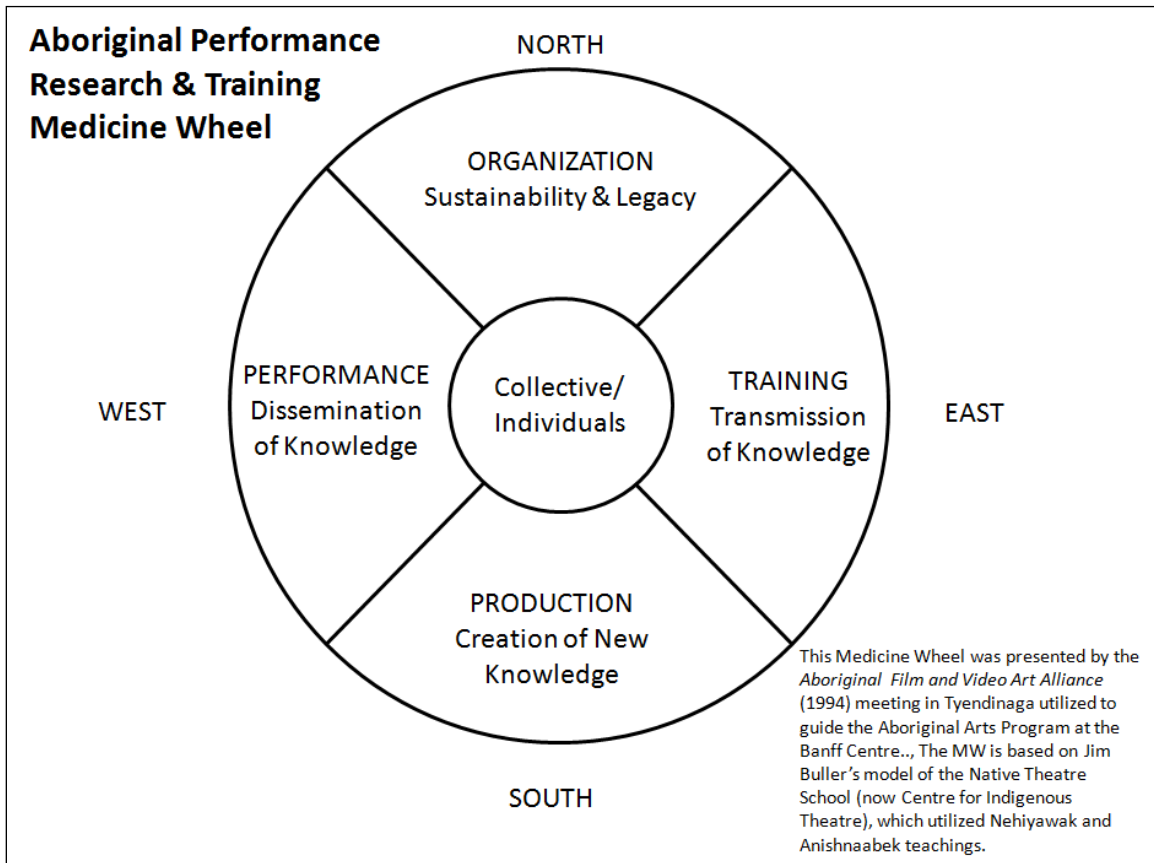 Aboriginal Performance
Research & Training
Medicine Wheel
NORTH
ORGANIZATION
Sustainability & Legacy
WEST
PERFORMANCE
Dissemination
of Knowledge
Collective/
Individuals
TRAINING
Transmission
of Knowledge
EAST
PRODUCTION
Creation of New
Knowledge
SOUTH
This Medicine Wheel was presented by the
Aboriginal Film and Video Art Alliance
(1994) meeting in Tyendinaga utilized to
guide the Aboriginal Arts Program at the
Banff Centre.., The MW is based on Jim
Buller’s model of the Native Theatre
School (now Centre for Indigenous
Theatre), which utilized Nehiyawak and
Anishnaabek teachings.